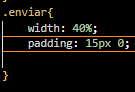 .enviar{
width: 40%;
padding: 15px 0;
}